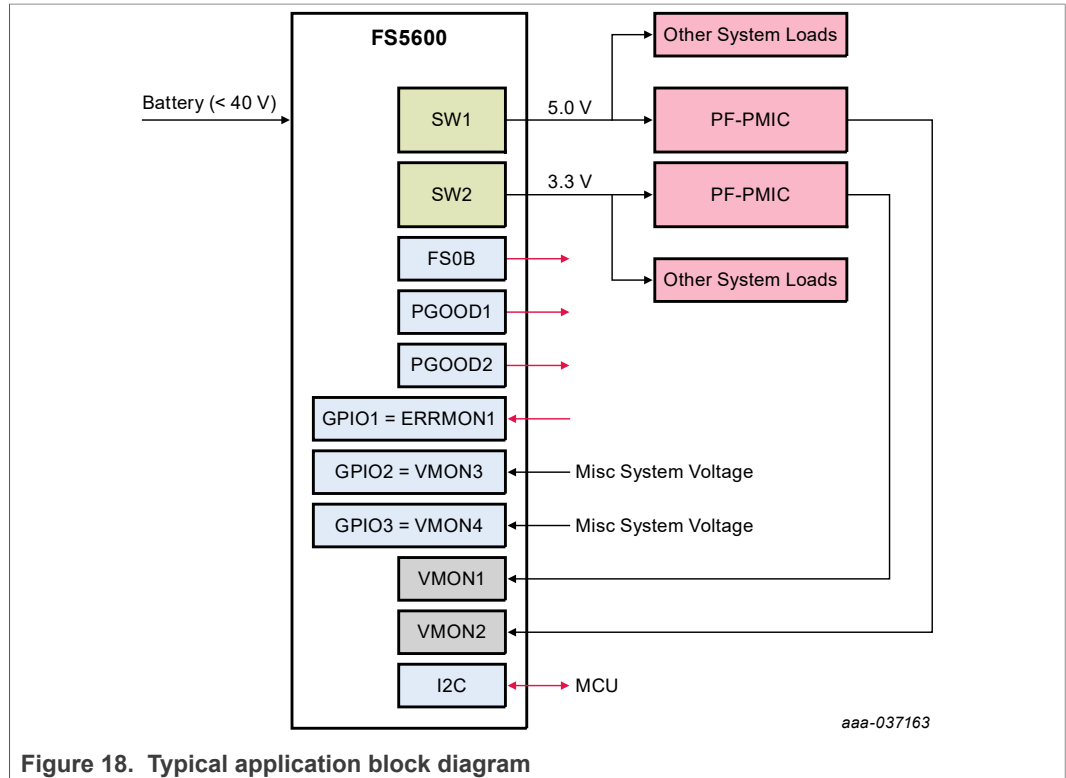 FS5600
Other System Loads
Battery (< 40 V)
SW1
5.0 V
PF-PMIC
SW2
3.3 V
PF-PMIC
FS0B
Other System Loads
PGOOD1
PGOOD2
GPIO1 = ERRMON1
GPIO2 = VMON3
Misc System Voltage
GPIO3 = VMON4
Misc System Voltage
VMON1
VMON2
I2C
MCU
aaa-037163
Figure 18. Typical application block diagram